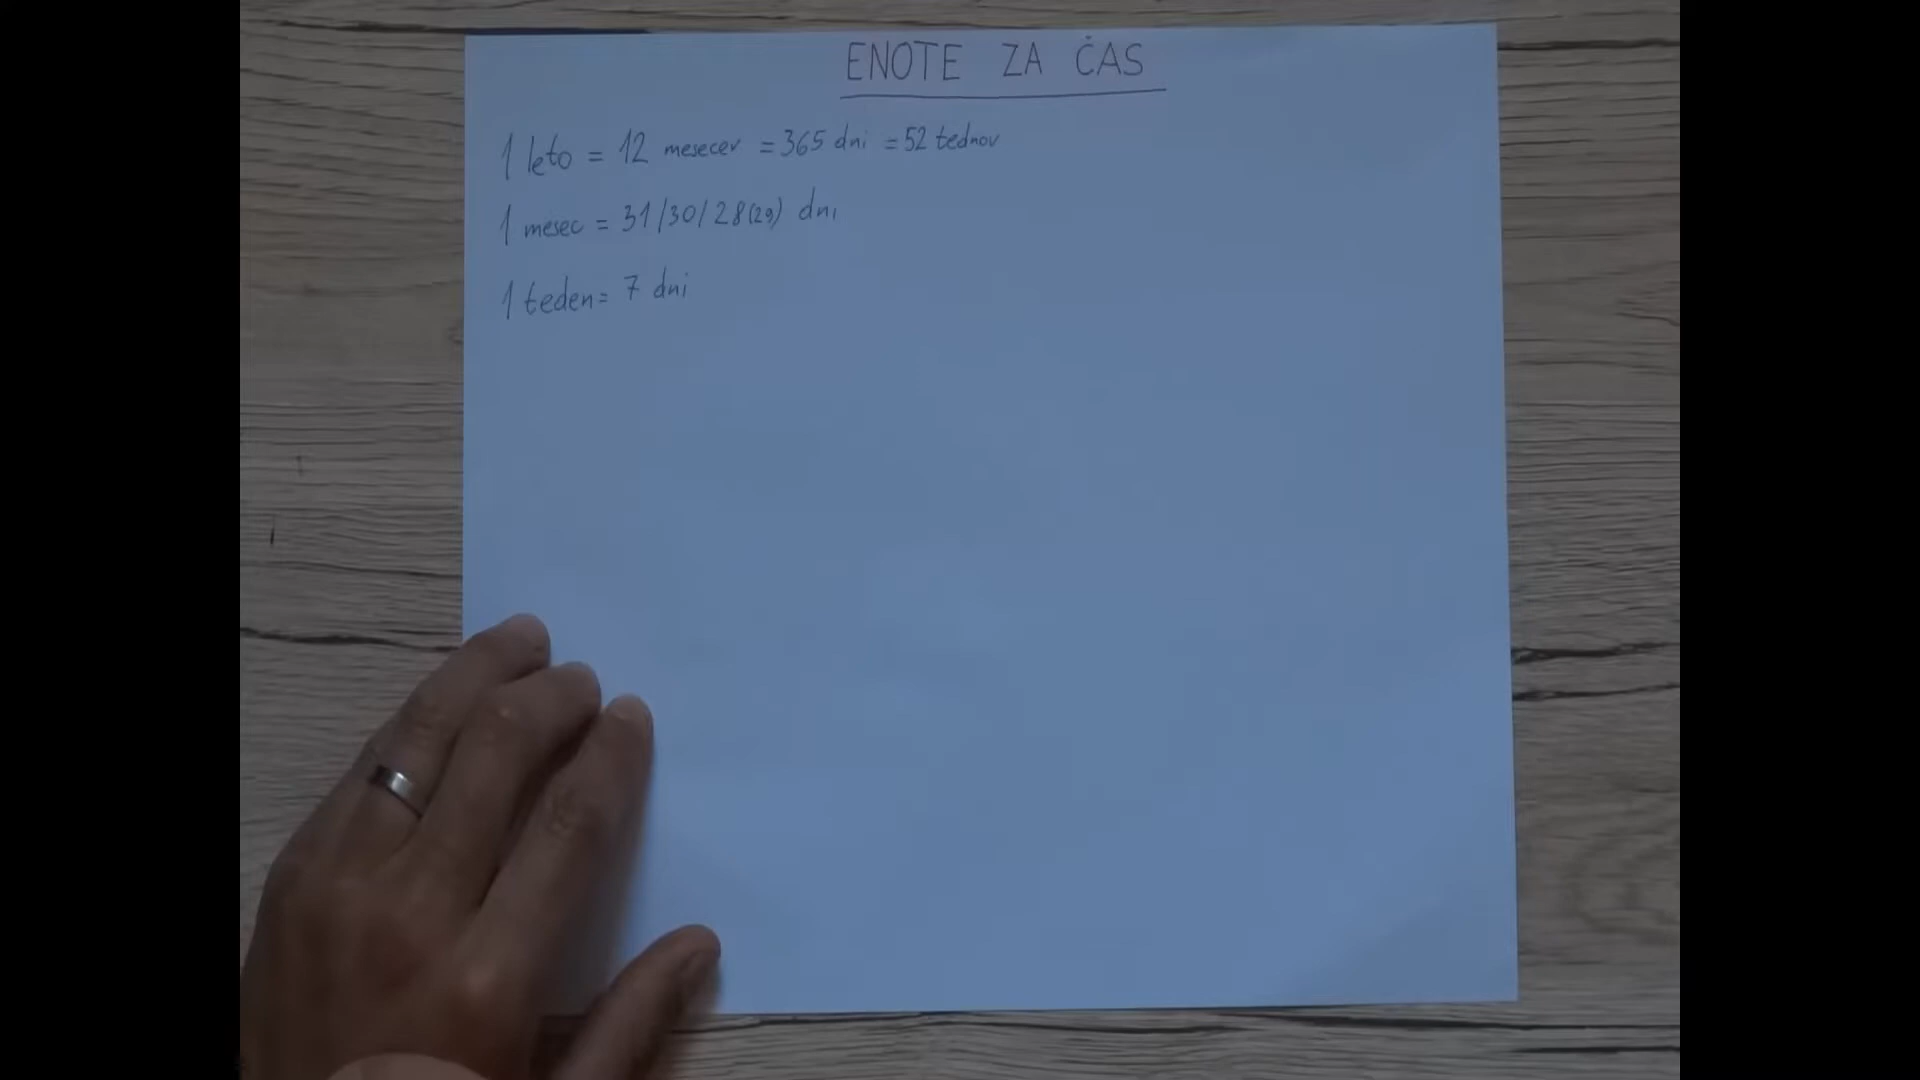 ENOTE ZA ČAS
1 leto = 12 mesecev = 365 dni = 52 tednov
1 mesec = 31/30/28(29) dni
1 teden = 7 dni